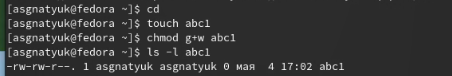 [asgnatyuk@fedora ~]$ cd
[asgnatyuk@fedora ~]$ touch abc1
[asgnatyuk@fedora ~]$ chmod g+w abc1
[asgnatyuk@fedora ~]$ ls -l abc1
-rw-rw-r--. 1 asgnatyuk asgnatyuk 0 мая  4 17:02 abc1